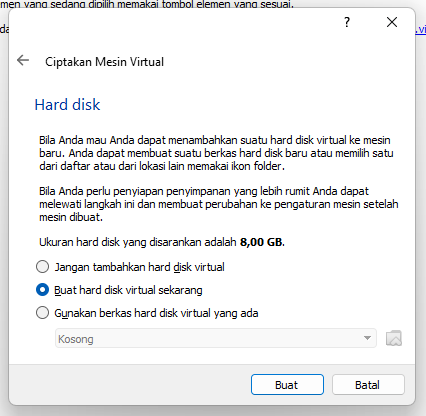 men yang sedang dipilih memakai tombol elemen yang sesuai.
da
.vi
?
Ciptakan Mesin Virtual
Hard disk
Bila Anda mau Anda dapat menambahkan suatu hard disk virtual ke mesin
baru. Anda dapat membuat suatu berkas hard disk baru atau memilih satu
dari daftar atau dari lokasi lain memakai ikon folder.
Bila Anda perlu penyiapan penyimpanan yang lebih rumit Anda dapat
melewati langkah ini dan membuat perubahan ke pengaturan mesin setelah
mesin dibuat.
Ukuran hard disk yang disarankan adalah 8,00 GB.
Jangan tambahkan hard disk virtual
Buat hard disk virtual sekarang
Gunakan berkas hard disk virtual yang ada
Kosong
Buat
Batal